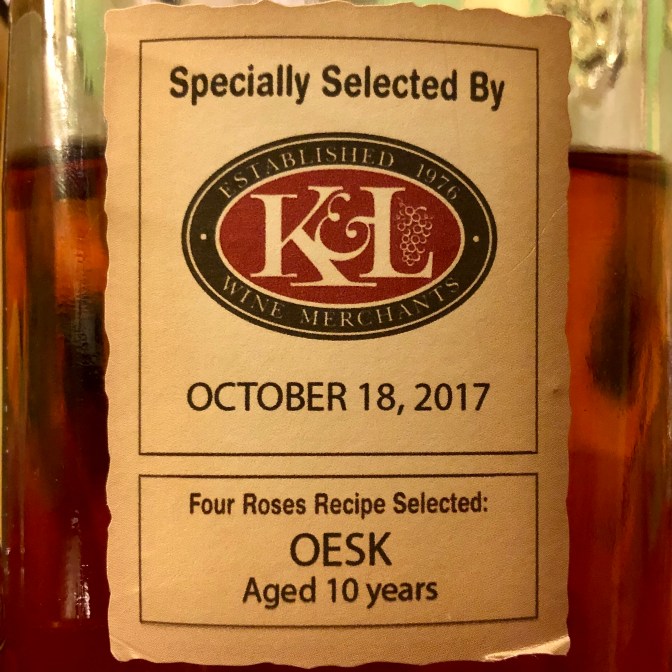 Specially Selected By
ESTABLISHED 1976
K&L
WINE MERCHANTS
OCTOBER 18, 2017
Four Roses Recipe Selected:
OESK
Aged 10 years